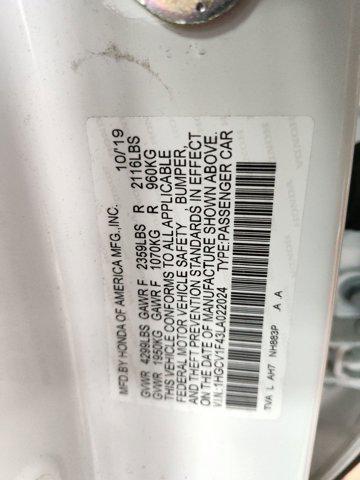 MFD.BY HONDA OF AMERICA MFG.,INC. 10/'19
GVWR 4299LBS GAWR F 2359LBS R 2116LBS
GVWR 1950KG GAWR F 1070KG R 960KG
THIS VEHICLE CONFORMS TO ALL APPLICABLE
FEDERAL MOTOR VEHICLE SAFETY , BUMPER,
AND THEFT PREVENTION STANDARDS IN EFFECT
ON THE DATE OF MANUFACTURE SHOWN ABOVE.
V.I.N.:1HGCV1F43LA022024 TYPE:PASSENGER CAR
TVA L AH7 NH883P A A